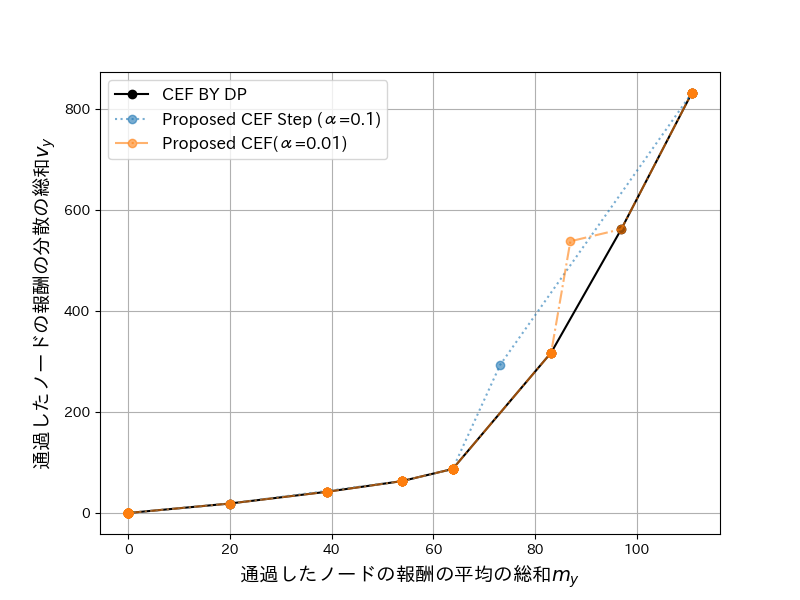 CEF BY DP
Proposed CEF Step (α=0.1)
Proposed CEF(α=0.01)
800
600
400
200
0
0 20 40 60 80 100
通過したノードの報酬の分散の総和v_y
通過したノードの報酬の平均の総和m_y